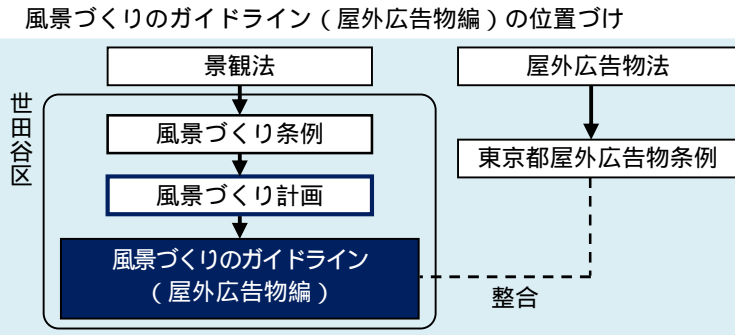 風景づくりのガイドライン（屋外広告物編）の位置づけ
景観法
屋外広告物法
世田谷区
風景づくり条例
東京都屋外広告物条例
風景づくり計画
風景づくりのガイドライン
（屋外広告物編）
整合